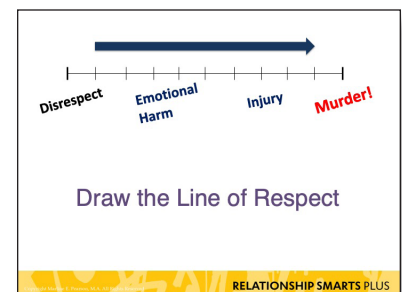 Disrespect
Emotional
Harm
Injury
Murder!
Draw the Line of Respect
RELATIONSHIP SMARTS PLUS